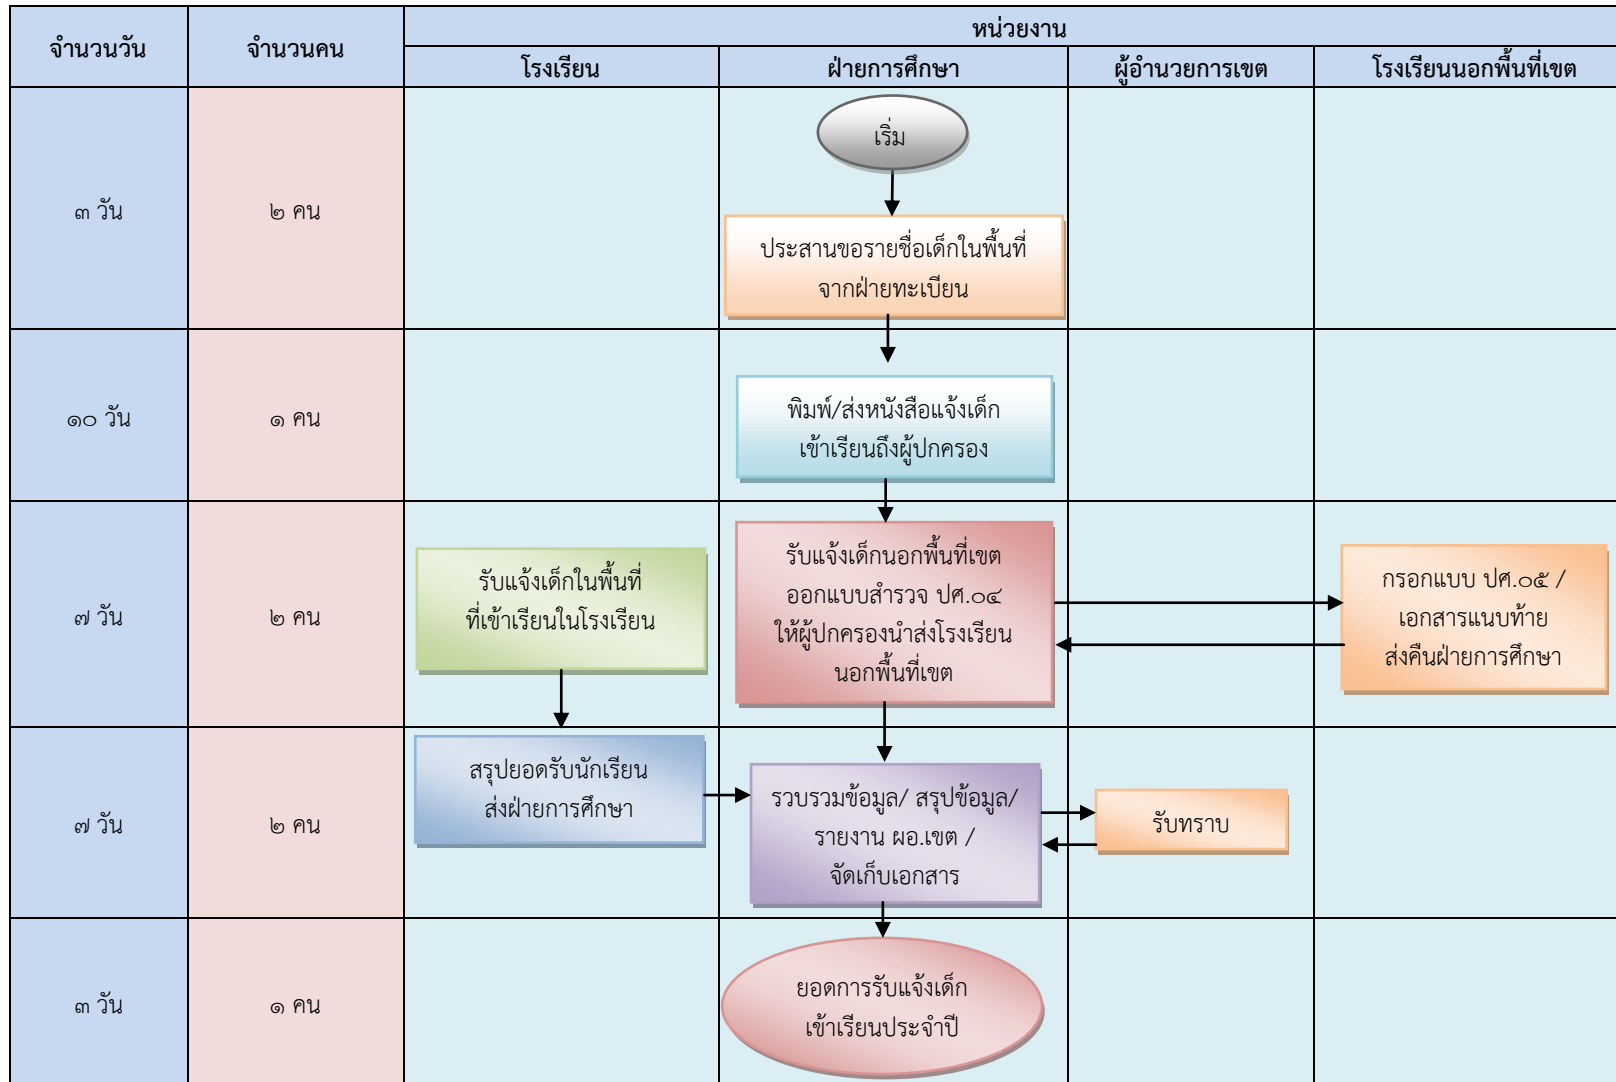 จำนวนวัน
จำนวนคน
หน่วยงาน
โรงเรียน
ฝ่ายการศึกษา
ผู้อำนวยการเขต
โรงเรียนนอกพื้นที่เขต
๓ วัน
๒ คน
เริ่ม
ประสานขอรายชื่อเด็กในพื้นที่
จากฝ่ายทะเบียน
๑๐ วัน
๑ คน
พิมพ์/ส่งหนังสือแจ้งเด็ก
เข้าเรียนถึงผู้ปกครอง
๗ วัน
๒ คน
รับแจ้งเด็กในพื้นที่
ที่เข้าเรียนในโรงเรียน
รับแจ้งเด็กนอกพื้นที่เขต
ออกแบบสำรวจ ปศ.๐๔
ให้ผู้ปกครองนำส่งโรงเรียน
นอกพื้นที่เขต
กรอกแบบ ปศ.๐๕ /
เอกสารแนบท้าย
ส่งคืนฝ่ายการศึกษา
๗ วัน
๒ คน
สรุปยอดรับนักเรียน
ส่งฝ่ายการศึกษา
รวบรวมข้อมูล/ สรุปข้อมูล/
รายงาน ผอ.เขต /
จัดเก็บเอกสาร
รับทราบ
๓ วัน
๑ คน
ยอดการรับแจ้งเด็ก
เข้าเรียนประจำปี